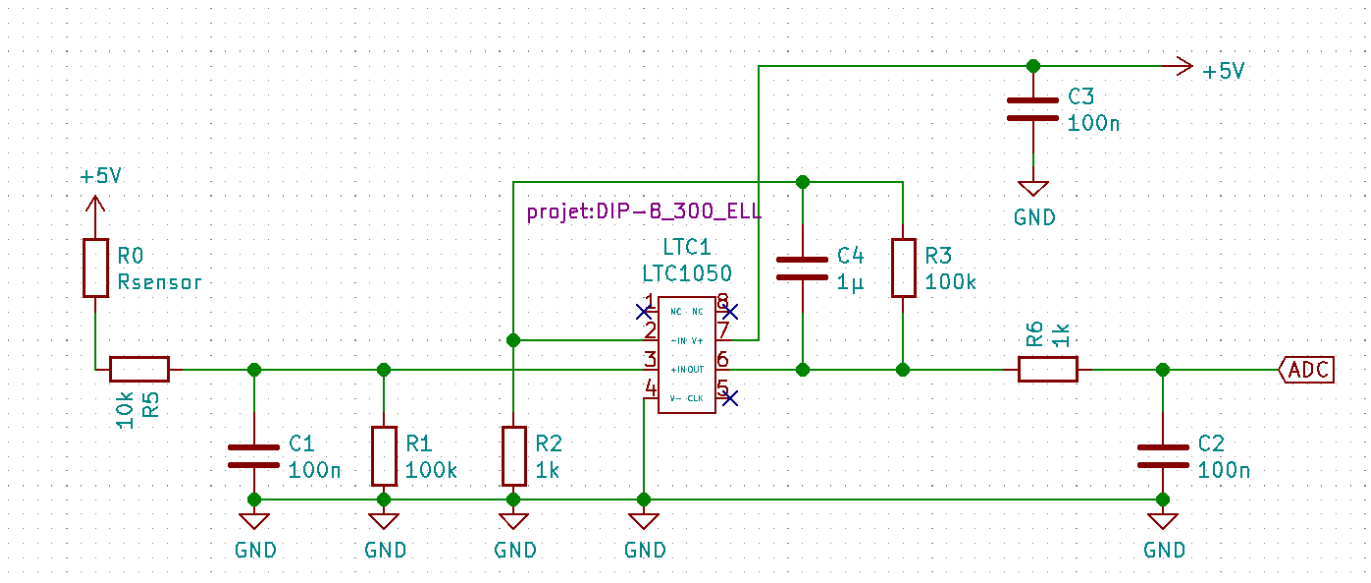 +5V
C3
100n
GND
+5V
projet:DIP-8_300_ELL
LTC1
LTC1050
R0
Rsensor
C4
1µ
R3
100k
1
NC
NC
8
2
-IN
V+
7
3
+IN
OUT
6
4
V-
CLK
5
R6
1k
ADC
10k
R5
C1
100n
R1
100k
R2
1k
C2
100n
GND
GND
GND
GND
GND